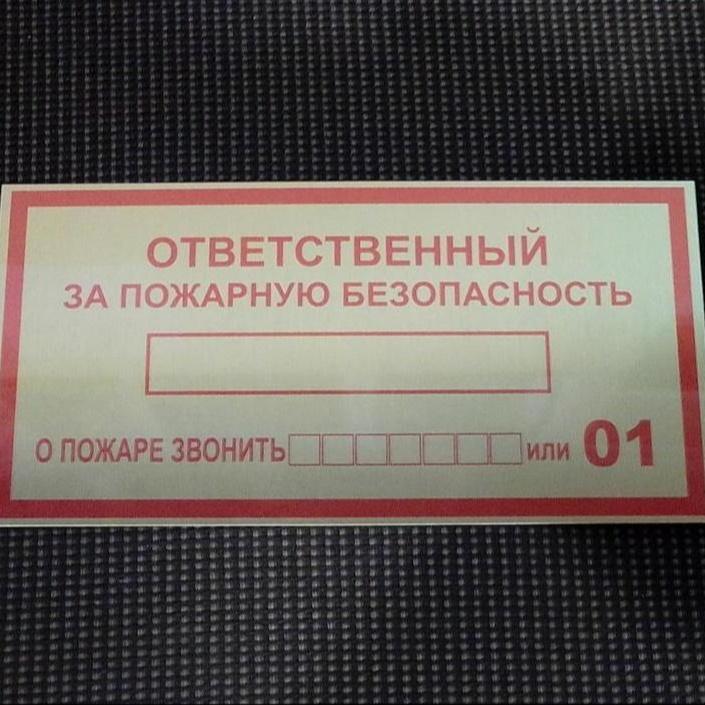 ОТВЕТСТВЕННЫЙ
ЗА ПОЖАРНУЮ БЕЗОПАСНОСТЬ
О ПОЖАРЕ ЗВОНИТЬ или 01